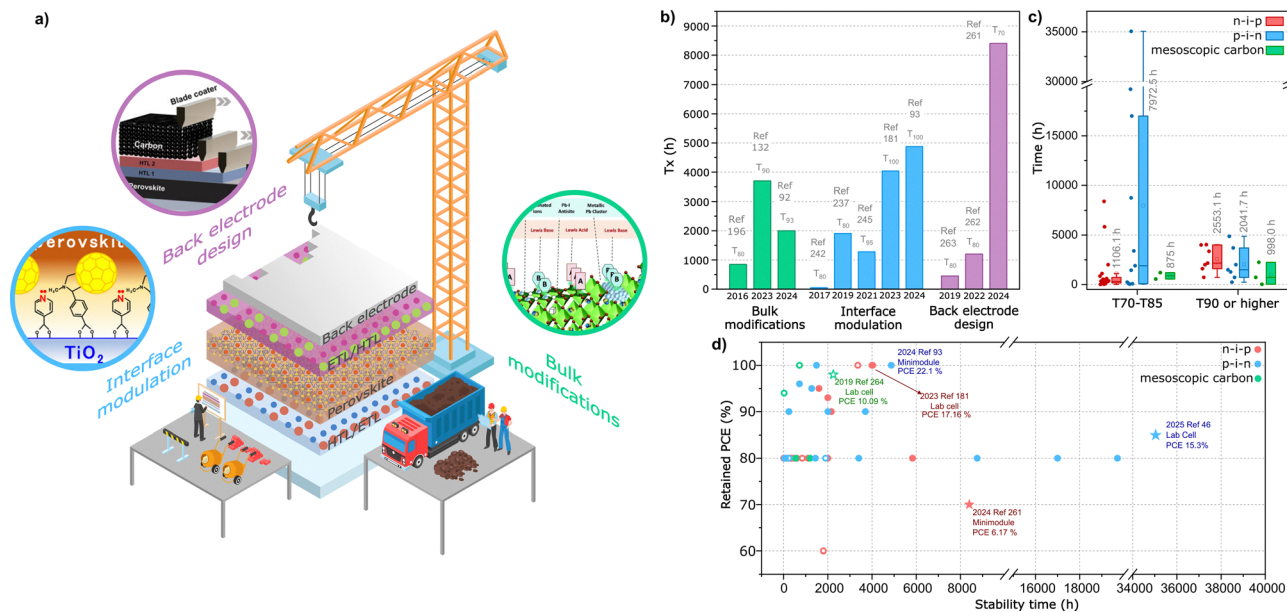 a)
Blade coater
Carbon
HTL 2
HTL 1
Perovskite
Back electrode
design
Perovskite
TiO2
Interface
modulation
Back electrode
ETL/HTL
Perovskite
HTL/ETL
Pb-I
Antisite
Metallic
Pb Cluster
Lewis Base
Lewis Acid
Lewis Base
Bulk
modifications
b)
Tx (h)
9000
8000
7000
6000
5000
4000
3000
2000
1000
0
Ref
196
T80
Ref
132
T90
Ref
92
T93
Ref
242
T80
Ref
237
T80
Ref
245
T85
Ref
181
T100
Ref
93
T100
Ref
263
T80
Ref
262
T80
Ref
261
T70
2016 2023 2024
2017 2019 2021 2023 2024
2019 2022 2024
Bulk
modifications
Interface
modulation
Back electrode
design
c)
n-i-p
p-i-n
mesoscopic carbon
Time (h)
35000
30000
15000
10000
5000
0
1106.1 h
7972.5 h
875 h
2553.1 h
2041.7 h
998.0 h
T70-T85
T90 or higher
d)
n-i-p
p-i-n
mesoscopic carbon
Retained PCE (%)
100
90
80
70
60
2024 Ref 93
Minimodule
PCE 22.1 %
2019 Ref 264
Lab cell
PCE 10.09 %
2023 Ref 181
Lab cell
PCE 17.16 %
2025 Ref 46
Lab Cell
PCE 15.3%
2024 Ref 261
Minimodule
PCE 6.17 %
0 2000 4000 6000 8000 16000 34000 36000 38000 40000
Stability time (h)